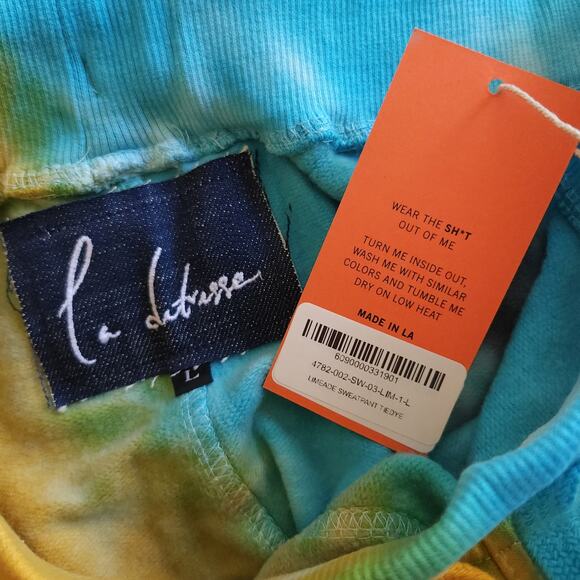 la detresse
L
WEAR THE SH*T
OUT OF ME
TURN ME INSIDE OUT,
WASH ME WITH SIMILAR
COLORS AND TUMBLE ME
DRY ON LOW HEAT
MADE IN LA
6090000331901
4782-002-SW-03-LIM-1-L
LIMEADE SWEATPANT TIEDYE